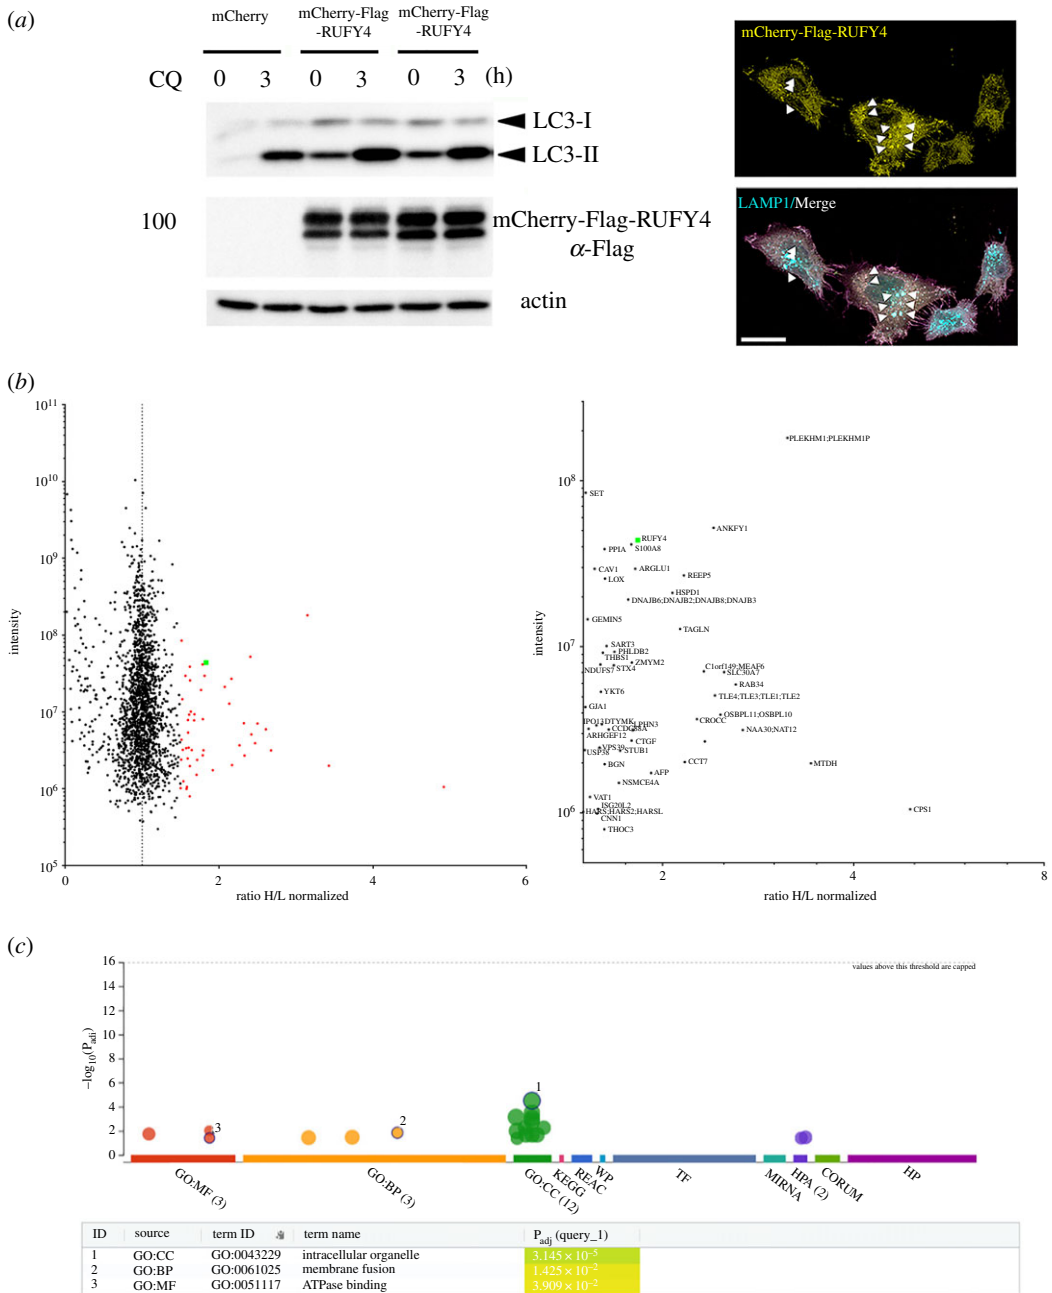 (a)
mCherry
mCherry-Flag
-RUFY4
mCherry-Flag
-RUFY4
CQ 0 3 0 3 0 3 (h)
LC3-I
LC3-II
100
mCherry-Flag-RUFY4
α-Flag
actin
mCherry-Flag-RUFY4
LAMP1/Merge
(b)
10¹¹
10¹⁰
10⁹
10⁸
10⁷
10⁶
10⁵
intensity
0 2 4 6
ratio H/L normalized
10⁸
10⁷
10⁶
intensity
PLEKHM1;PLEKHM1P
SET
ANKFY1
RUFY4
S100A8
PPIA
CAV1
ARGLU1
LOX
REEP5
HSPD1
DNAJB6;DNAJB2;DNAJB8;DNAJB3
GEMIN5
TAGLN
SART3
PHLDB2
THBS1
ZMYM2
NDUFS7
STX4
C1orf149;MEAF6
SLC30A7
RAB34
YKT6
TLE4;TLE3;TLE1;TLE2
GJA1
OSBPL11;OSBPL10
IPO13
DTYMK
CROCC
LPHN3
NAA30;NAT12
ARHGEF12
CTGF
VPS39
USP38
STUB1
BGN
CCT7
MTDH
AFP
NSMCE4A
VAT1
ISG20L2
HARS;HARS2;HARSL
CPS1
CNN1
THOC3
2 4 8
ratio H/L normalized
(c)
16
14
12
10
8
6
4
2
0
−log₁₀(P_adj)
values above this threshold are capped
1
2
3
GO:MF (3)
GO:BP (3)
GO:CC (12)
KEGG
REAC
WP
TF
MIRNA
HPA (2)
CORUM
HP
ID source term ID term name P_adj (query_1)
1 GO:CC GO:0043229 intracellular organelle 3.145 × 10⁻⁵
2 GO:BP GO:0061025 membrane fusion 1.425 × 10⁻²
3 GO:MF GO:0051117 ATPase binding 3.909 × 10⁻²